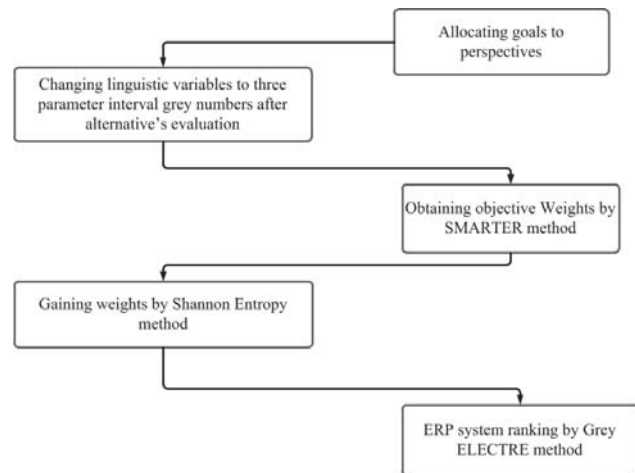 Allocating goals to
perspectives
Changing linguistic variables to three
parameter interval grey numbers after
alternative's evaluation
Obtaining objective Weights by
SMARTER method
Gaining weights by Shannon Entropy
method
ERP system ranking by Grey
ELECTRE method